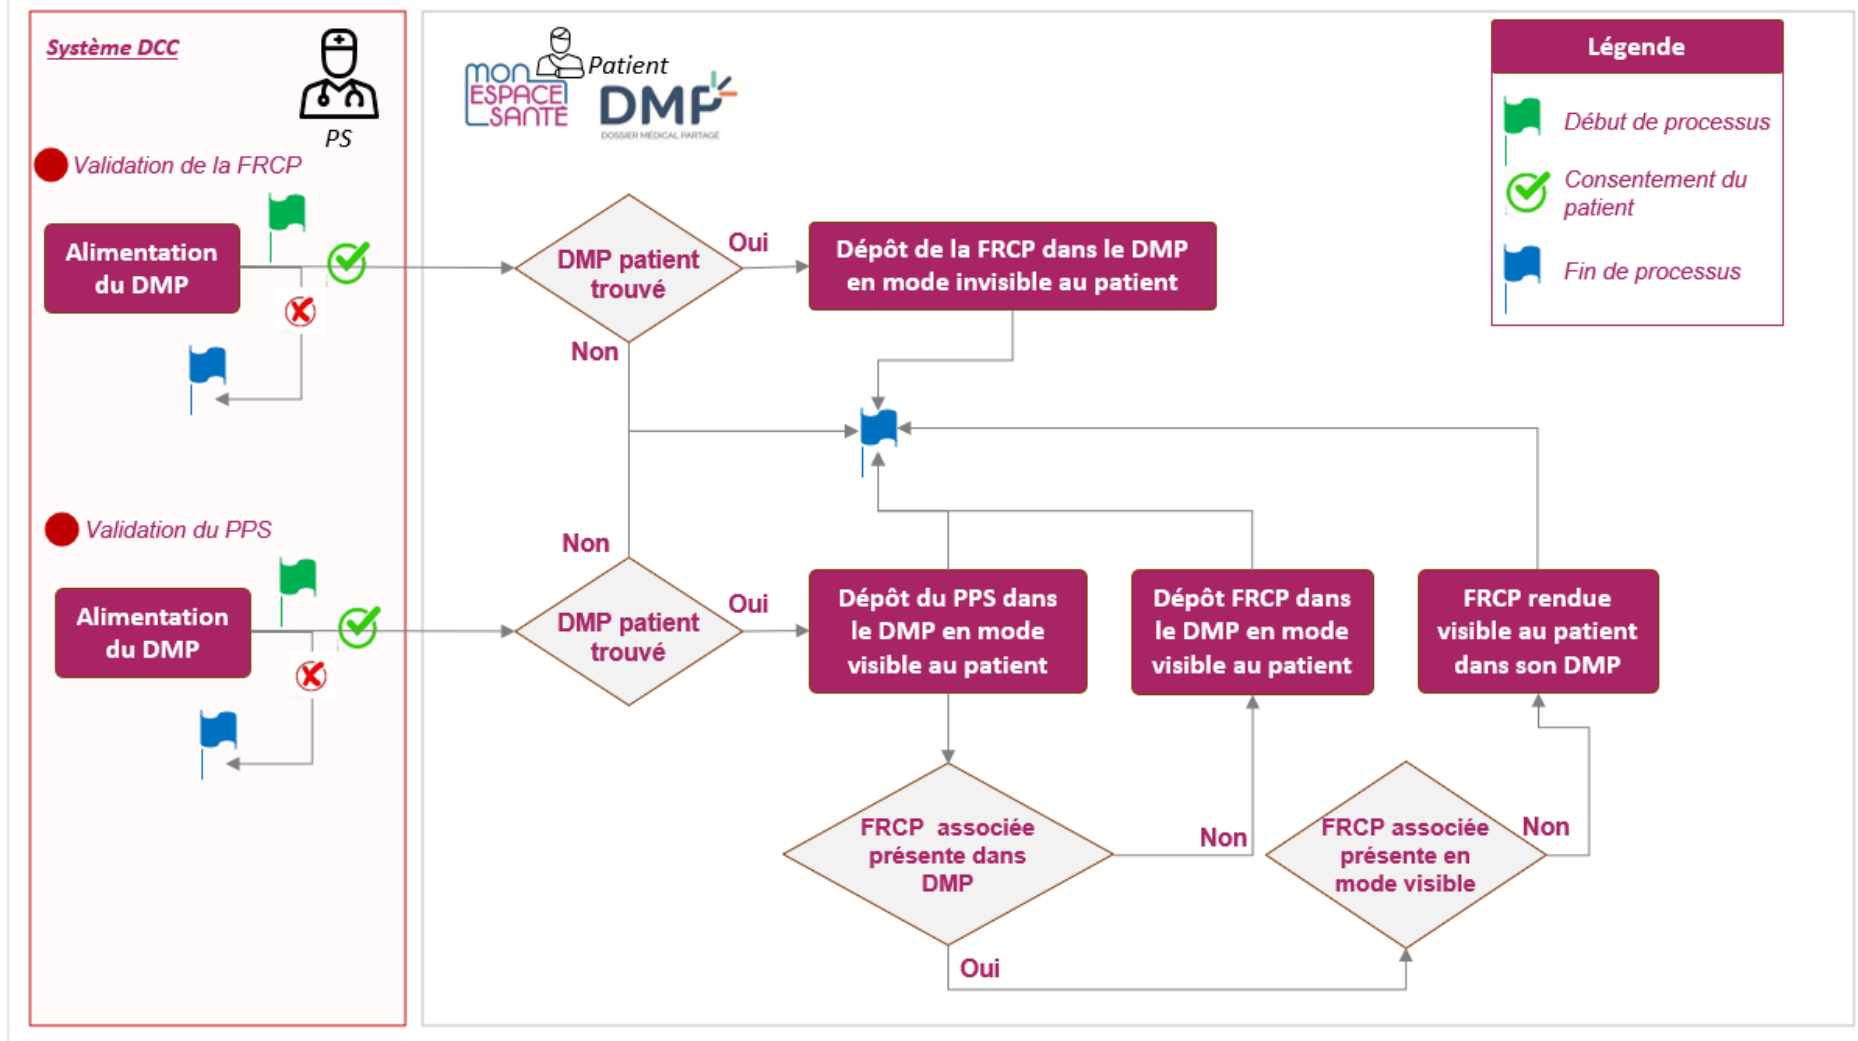 Système DCC
PS
mon
ESPACE
SANTÉ
Patient
DMP
DOSSIER MÉDICAL PARTAGÉ
Légende
Début de processus
Consentement du
patient
Fin de processus
Validation de la FRCP
Alimentation
du DMP
DMP patient
trouvé
Oui
Dépôt de la FRCP dans le DMP
en mode invisible au patient
Non
Validation du PPS
Alimentation
du DMP
Non
DMP patient
trouvé
Oui
Dépôt du PPS dans
le DMP en mode
visible au patient
Dépôt FRCP dans
le DMP en mode
visible au patient
FRCP rendue
visible au patient
dans son DMP
FRCP associée
présente dans
DMP
Non
FRCP associée
présente en
mode visible
Non
Oui